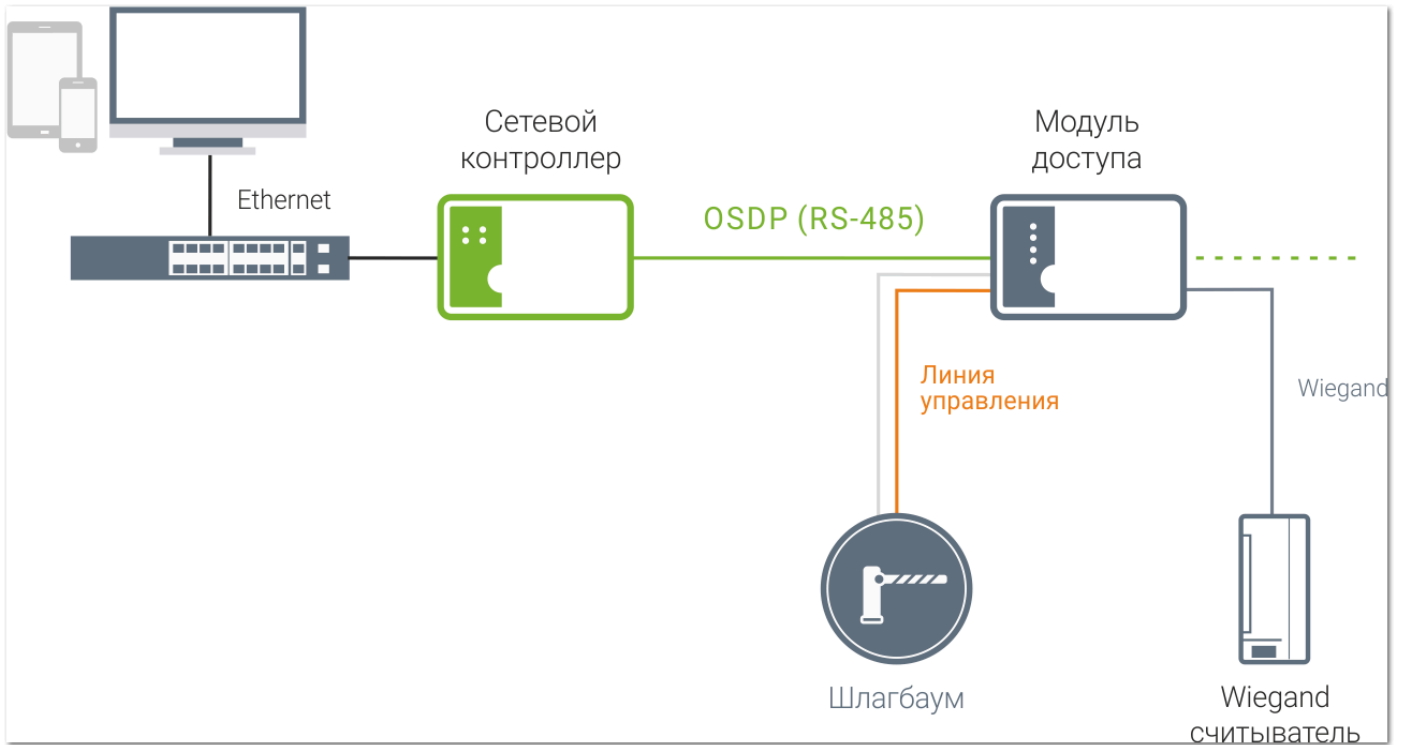 Сетевой
контроллер
Модуль
доступа
Ethernet
OSDP (RS-485)
Линия
управления
Wiegand
Шлагбаум
Wiegand
считыватель